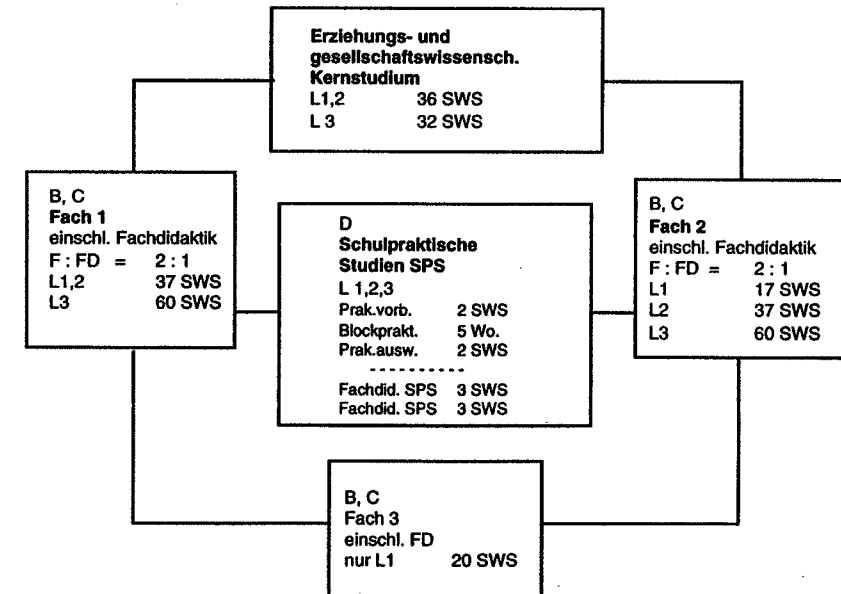 Erziehungs- und
gesellschaftswissensch.
Kernstudium
L1,2 36 SWS
L 3 32 SWS
B, C
Fach 1
einschl. Fachdidaktik
F : FD = 2 : 1
L1,2 37 SWS
L3 60 SWS
D
Schulpraktische
Studien SPS
L 1,2,3
Prak.vorb. 2 SWS
Blockprakt. 5 Wo.
Prak.ausw. 2 SWS
- - - - - - - - - - -
Fachdid. SPS 3 SWS
Fachdid. SPS 3 SWS
B, C
Fach 2
einschl. Fachdidaktik
F : FD = 2 : 1
L1 17 SWS
L2 37 SWS
L3 60 SWS
B, C
Fach 3
einschl. FD
nur L1 20 SWS